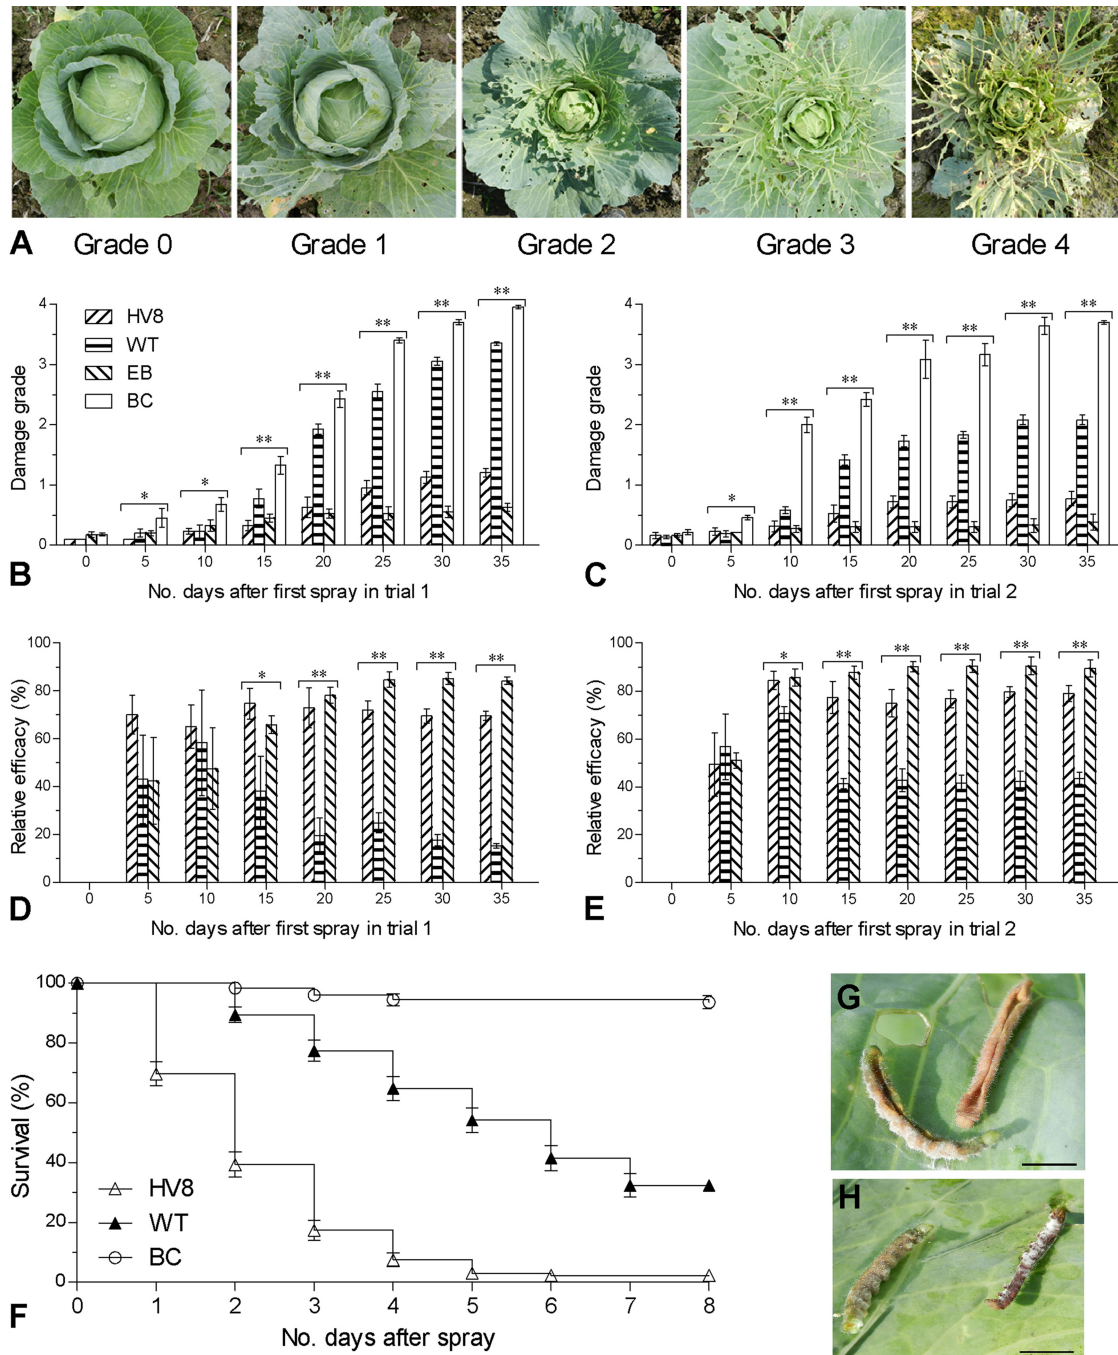 A Grade 0 Grade 1 Grade 2 Grade 3 Grade 4
HV8
WT
EB
BC
Damage grade
4
3
2
1
0
* * ** ** ** ** **
0 5 10 15 20 25 30 35
B No. days after first spray in trial 1
Damage grade
4
3
2
1
0
* ** ** ** ** ** **
0 5 10 15 20 25 30 35
C No. days after first spray in trial 2
Relative efficacy (%)
100
80
60
40
20
0
* ** ** ** **
0 5 10 15 20 25 30 35
D No. days after first spray in trial 1
Relative efficacy (%)
100
80
60
40
20
0
* ** ** ** ** **
0 5 10 15 20 25 30 35
E No. days after first spray in trial 2
Survival (%)
100
80
60
40
20
0
HV8
WT
BC
0 1 2 3 4 5 6 7 8
F No. days after spray
G
H